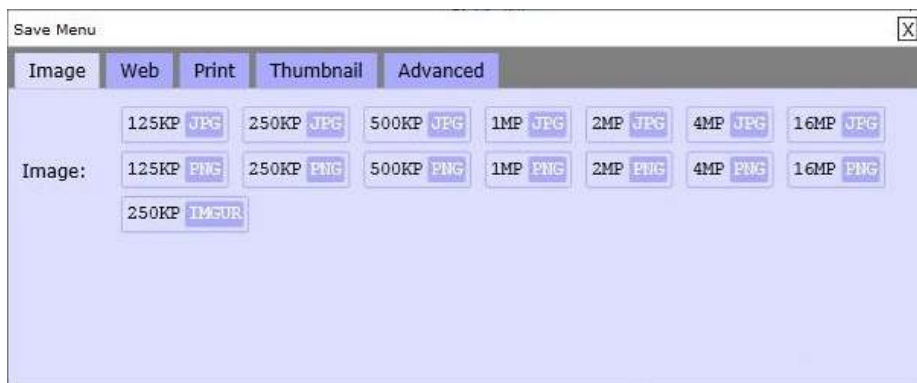 Save Menu X
Image Web Print Thumbnail Advanced
125KP JPG 250KP JPG 500KP JPG 1MP JPG 2MP JPG 4MP JPG 16MP JPG
Image: 125KP PNG 250KP PNG 500KP PNG 1MP PNG 2MP PNG 4MP PNG 16MP PNG
250KP IMGUR